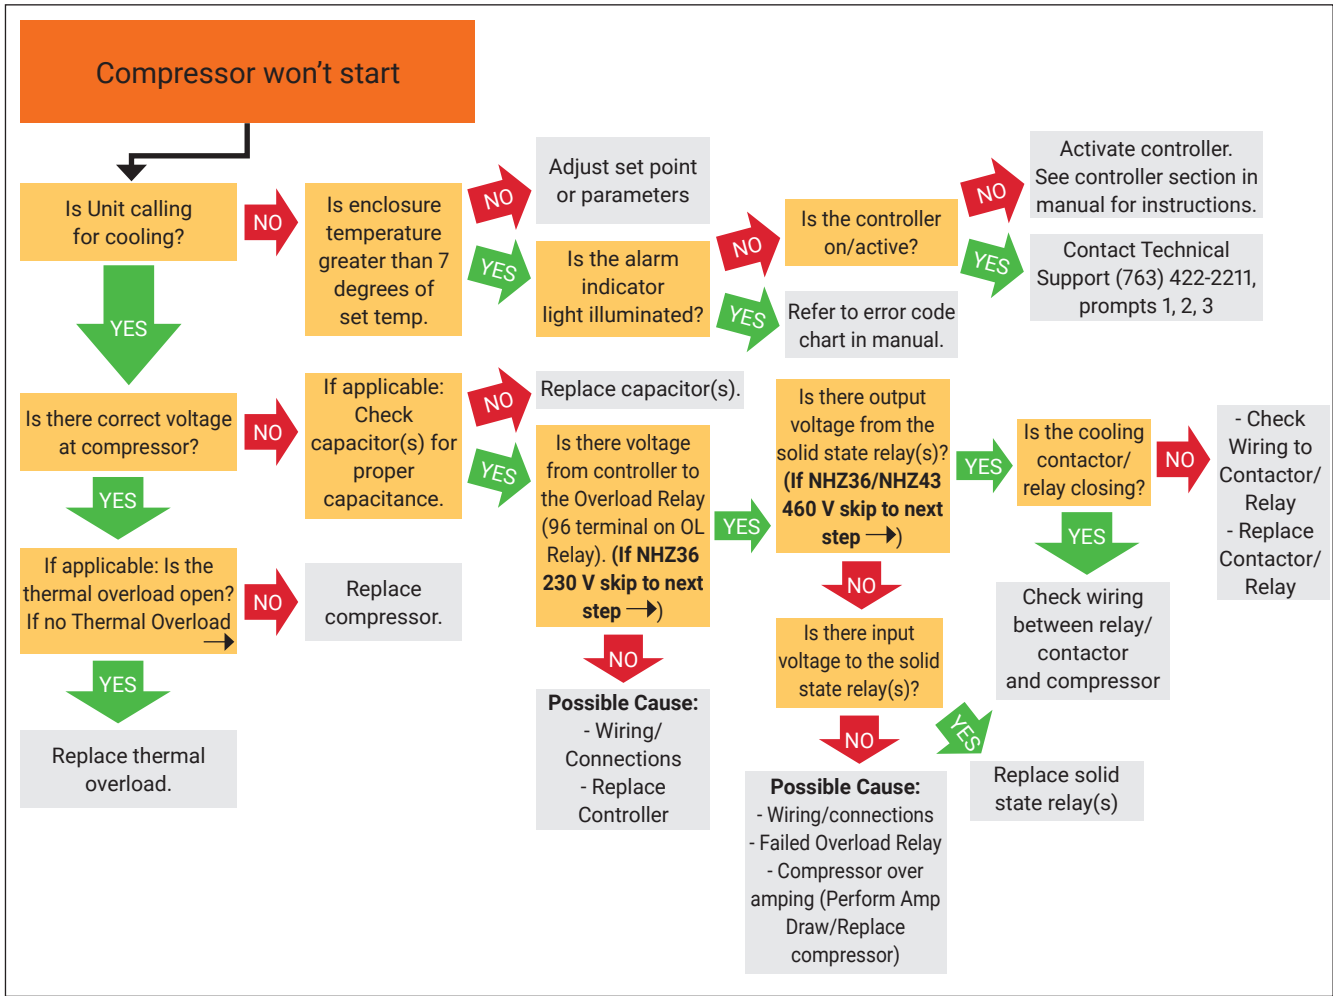 Compressor won't start
Is Unit calling
for cooling?
NO
Is enclosure
temperature
greater than 7
degrees of
set temp.
NO
Adjust set point
or parameters
YES
Is the alarm
indicator
light illuminated?
NO
Is the controller
on/active?
NO
Activate controller.
See controller section in
manual for instructions.
YES
Contact Technical
Support (763) 422-2211,
prompts 1, 2, 3
YES
Refer to error code
chart in manual.
YES
Is there correct voltage
at compressor?
NO
If applicable:
Check
capacitor(s) for
proper
capacitance.
NO
Replace capacitor(s).
YES
Is there voltage
from controller to
the Overload Relay
(96 terminal on OL
Relay). (If NHZ36
230 V skip to next
step →)
YES
Is there output
voltage from the
solid state relay(s)?
(If NHZ36/NHZ43
460 V skip to next
step →)
YES
Is the cooling
contactor/
relay closing?
NO
- Check
Wiring to
Contactor/
Relay
- Replace
Contactor/
Relay
YES
Check wiring
between relay/
contactor
and compressor
NO
Is there input
voltage to the solid
state relay(s)?
YES
Replace solid
state relay(s)
NO
Possible Cause:
- Wiring/connections
- Failed Overload Relay
- Compressor over
amping (Perform Amp
Draw/Replace
compressor)
NO
Possible Cause:
- Wiring/
Connections
- Replace
Controller
YES
If applicable: Is the
thermal overload open?
If no Thermal Overload
→
NO
Replace
compressor.
YES
Replace thermal
overload.